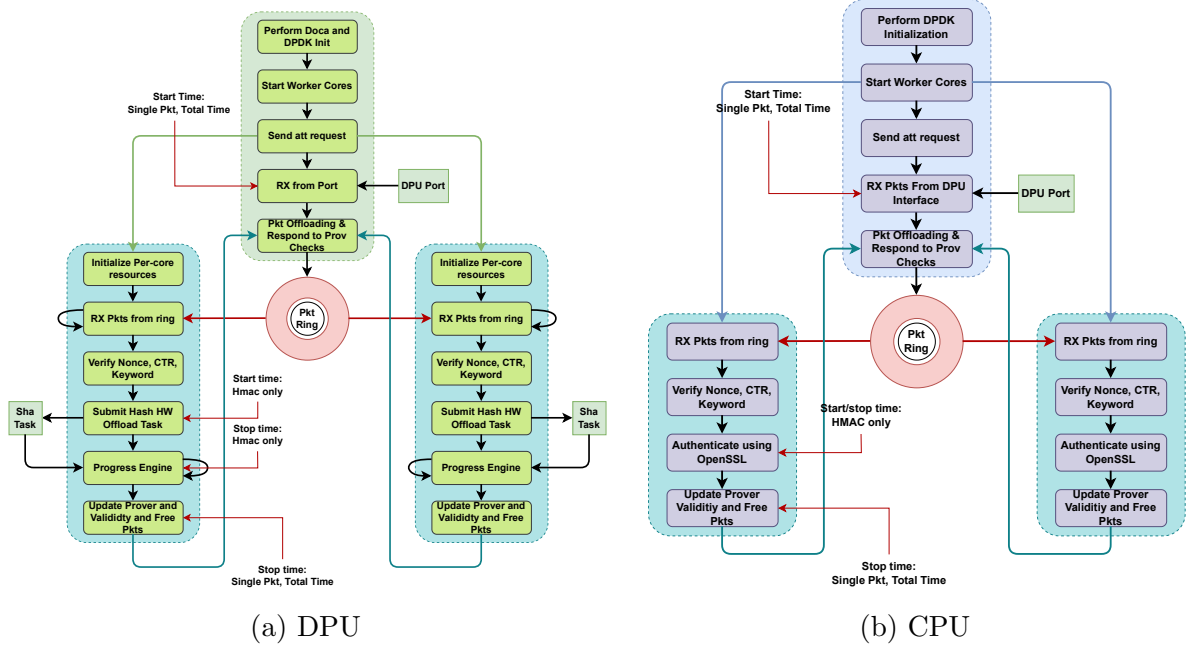 Perform Doca and
DPDK Init
Start Worker Cores
Start Time:
Single Pkt, Total Time
Send att request
RX from Port
DPU Port
Pkt Offloading &
Respond to Prov
Checks
Initialize Per-core
resources
RX Pkts from ring
Verify Nonce, CTR,
Keyword
Submit Hash HW
Offload Task
Sha
Task
Progress Engine
Update Prover and
Valididty and Free
Pkts
Pkt
Ring
Start time:
Hmac only
Stop time:
Hmac only
Stop time:
Single Pkt, Total Time
Initialize Per-core
resources
RX Pkts from ring
Verify Nonce, CTR,
Keyword
Submit Hash HW
Offload Task
Sha
Task
Progress Engine
Update Prover and
Valididty and Free
Pkts
(a) DPU
Perform DPDK
Initialization
Start Worker Cores
Start Time:
Single Pkt, Total Time
Send att request
RX Pkts From DPU
Interface
DPU Port
Pkt Offloading &
Respond to Prov
Checks
RX Pkts from ring
Verify Nonce, CTR,
Keyword
Authenticate using
OpenSSL
Update Prover
Validitiy and Free
Pkts
Pkt
Ring
Start/stop time:
HMAC only
Stop time:
Single Pkt, Total Time
RX Pkts from ring
Verify Nonce, CTR,
Keyword
Authenticate using
OpenSSL
Update Prover
Validitiy and Free
Pkts
(b) CPU